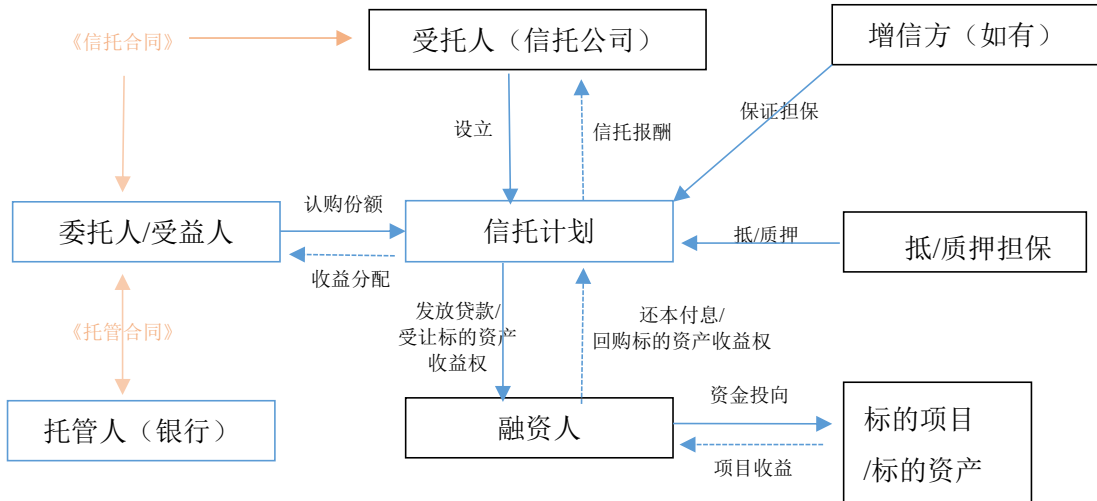 《信托合同》
受托人（信托公司）
增信方（如有）
设立
信托报酬
保证担保
委托人/受益人
认购份额
信托计划
抵/质押
抵/质押担保
收益分配
《托管合同》
发放贷款/
受让标的资产
收益权
还本付息/
回购标的资产收益权
托管人（银行）
融资人
资金投向
项目收益
标的项目
/标的资产